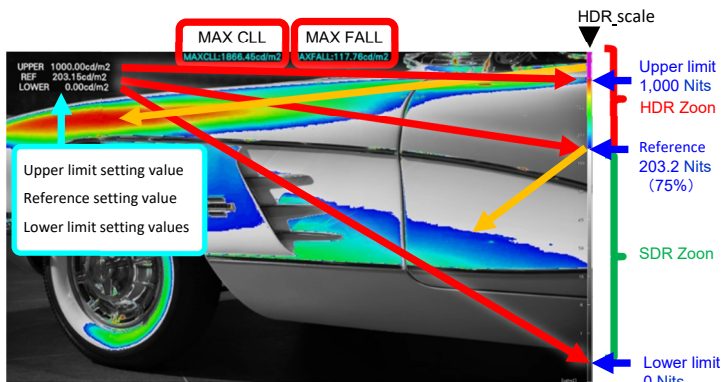 HDR_scale
MAX CLL
MAX FALL
MAXCLL:1866.45cd/m2
AXFALL:117.76cd/m2
UPPER 1000.00cd/m2
REF 203.15cd/m2
LOWER 0.00cd/m2
Upper limit
1,000 Nits
HDR Zoon
Reference
203.2 Nits
(75%)
Upper limit setting value
Reference setting value
Lower limit setting values
SDR Zoon
Lower limit
0 Nits